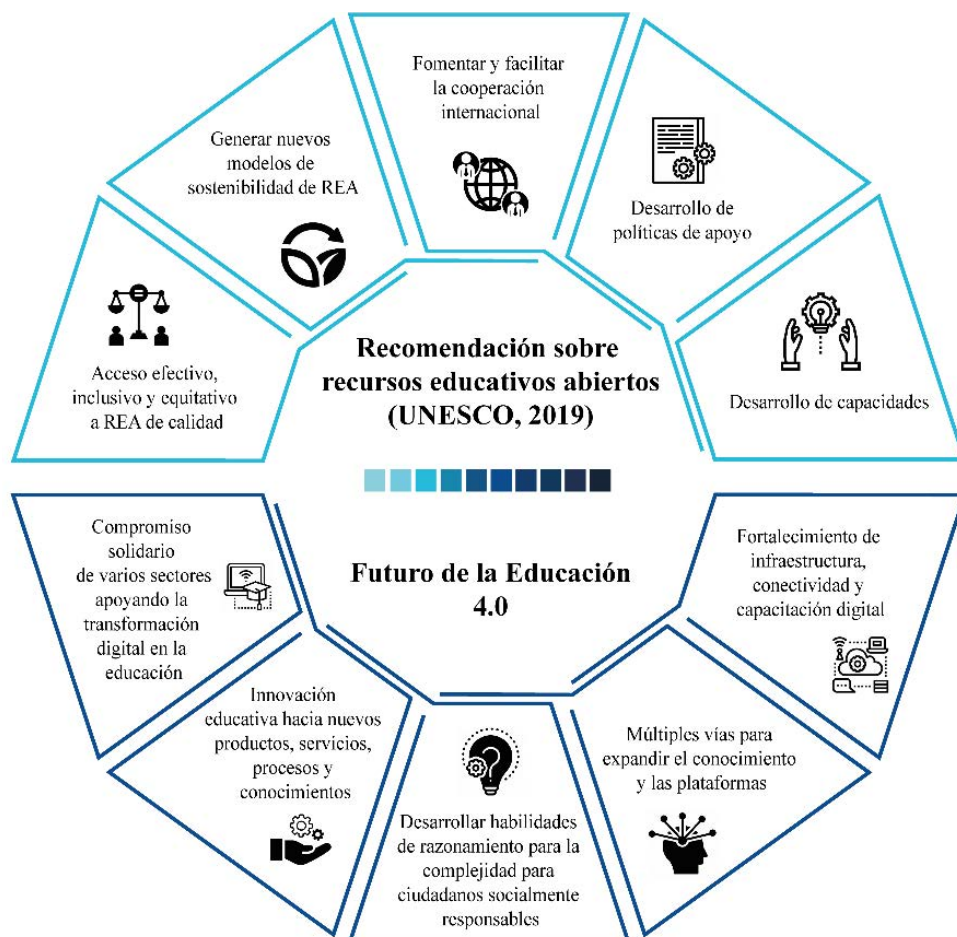 Fomentar y facilitar
la cooperación
internacional
Generar nuevos
modelos de
sostenibilidad de REA
Desarrollo de
políticas de apoyo
Acceso efectivo,
inclusivo y equitativo
a REA de calidad
Desarrollo de capacidades
Recomendación sobre
recursos educativos abiertos
(UNESCO, 2019)
Futuro de la Educación
4.0
Compromiso
solidario
de varios sectores
apoyando la
transformación
digital en la
educación
Fortalecimiento de
infraestructura,
conectividad y
capacitación digital
Innovación
educativa hacia nuevos
productos, servicios,
procesos y
conocimientos
Múltiples vías para
expandir el conocimiento
y las plataformas
Desarrollar habilidades
de razonamiento para la
complejidad para
ciudadanos socialmente
responsables